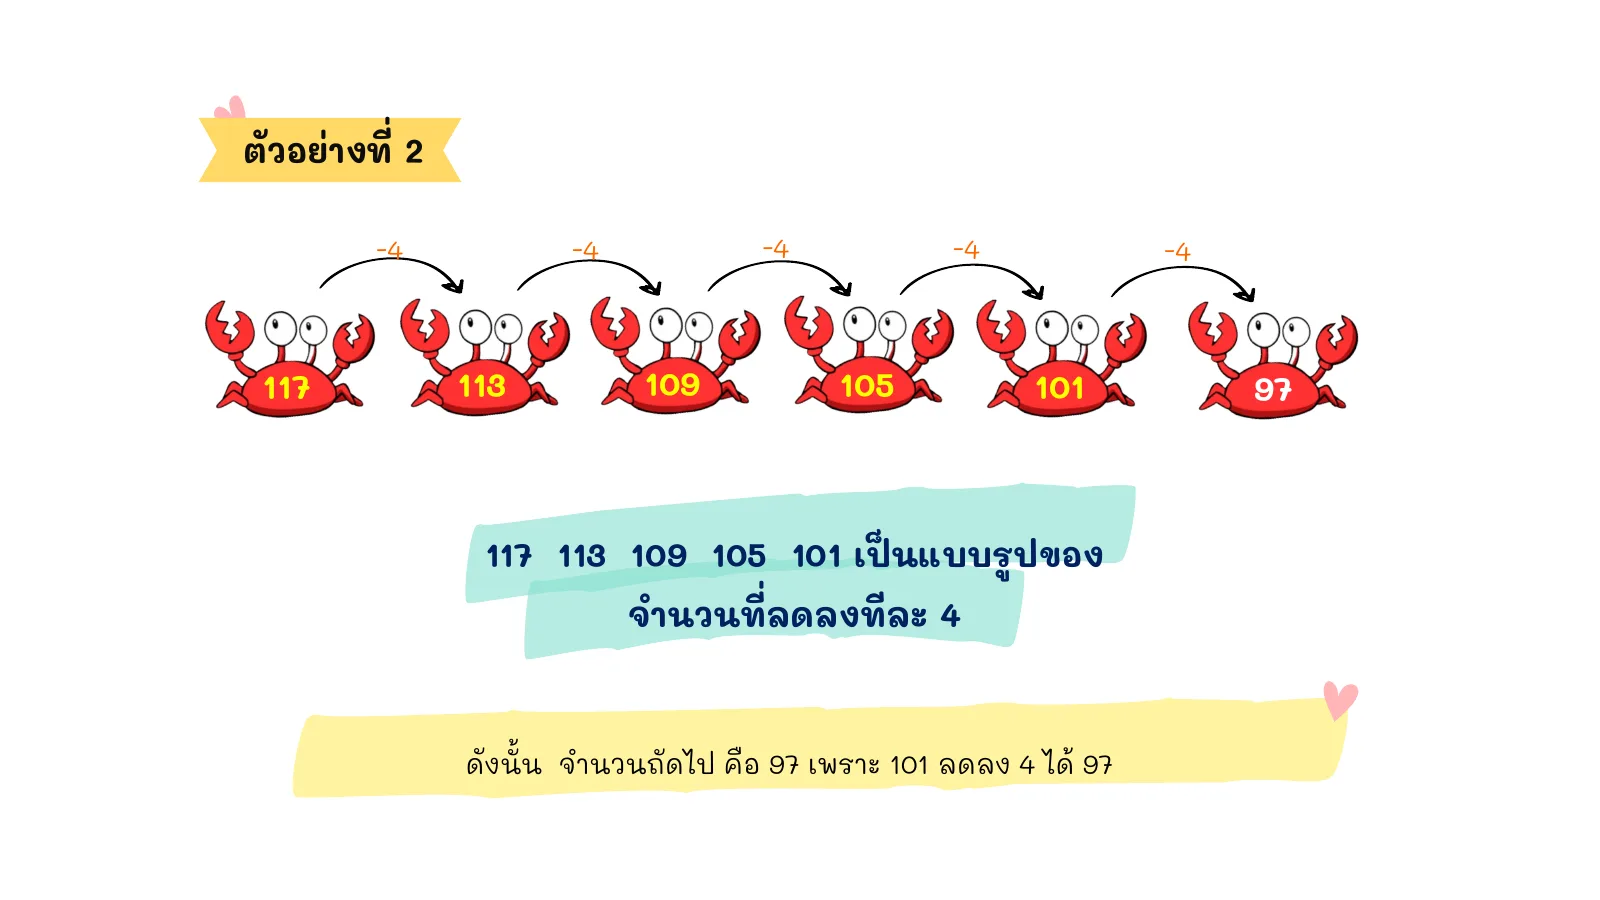 ตัวอย่างที่ 2
-4 -4 -4 -4 -4
117 113 109 105 101 97
117 113 109 105 101 เป็นแบบรูปของ
จำนวนที่ลดลงทีละ 4
ดังนั้น จำนวนถัดไป คือ 97 เพราะ 101 ลดลง 4 ได้ 97